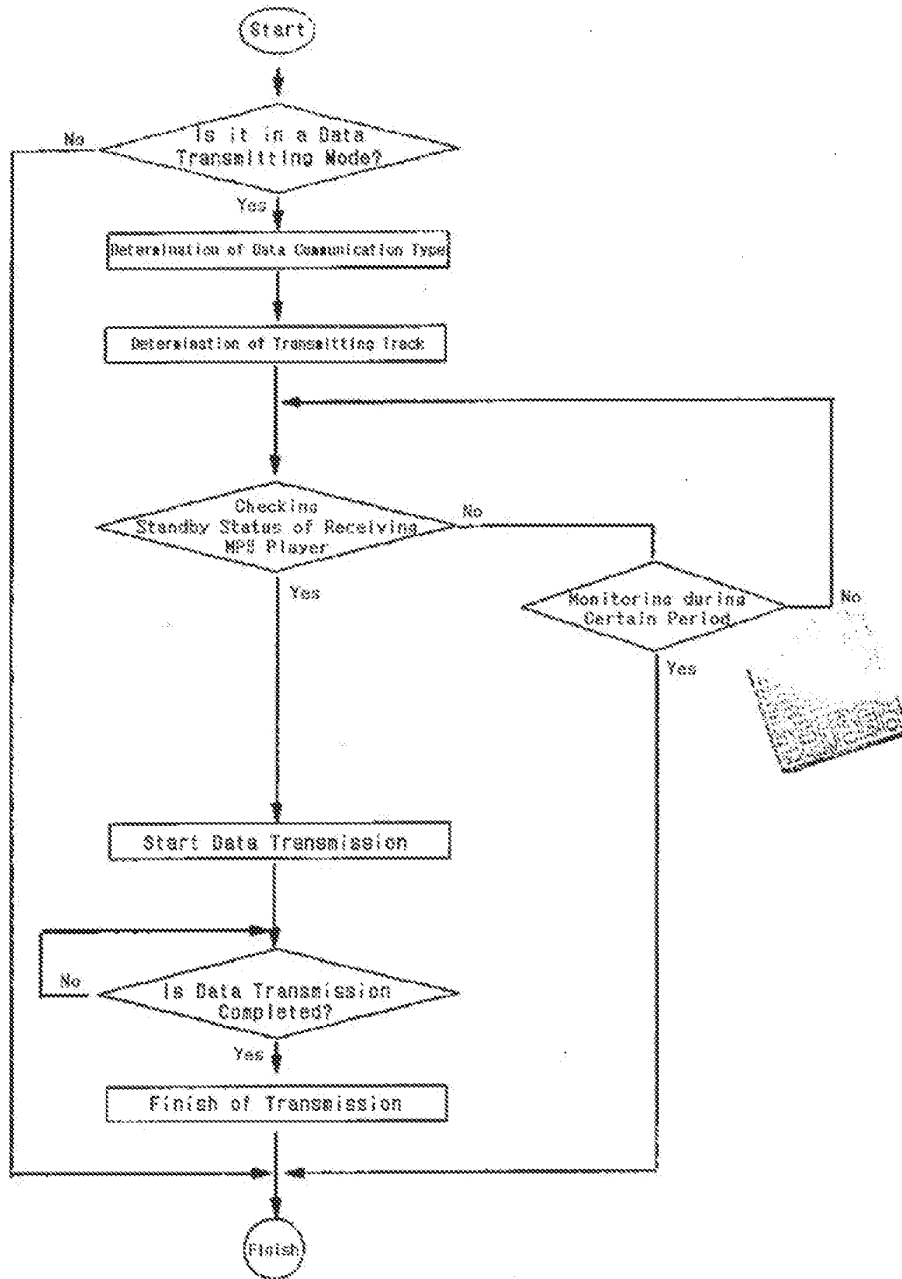 Start
No
Is it in a Data
Transmitting Mode?
Yes
Determination of Data Communication Type
Determination of Transmitting Track
Checking
Standby Status of Receiving
MP3 Player
No
Yes
Monitoring during
Certain Period
No
Yes
Start Data Transmission
No
Is Data Transmission
Completed?
Yes
Finish of Transmission
Finish